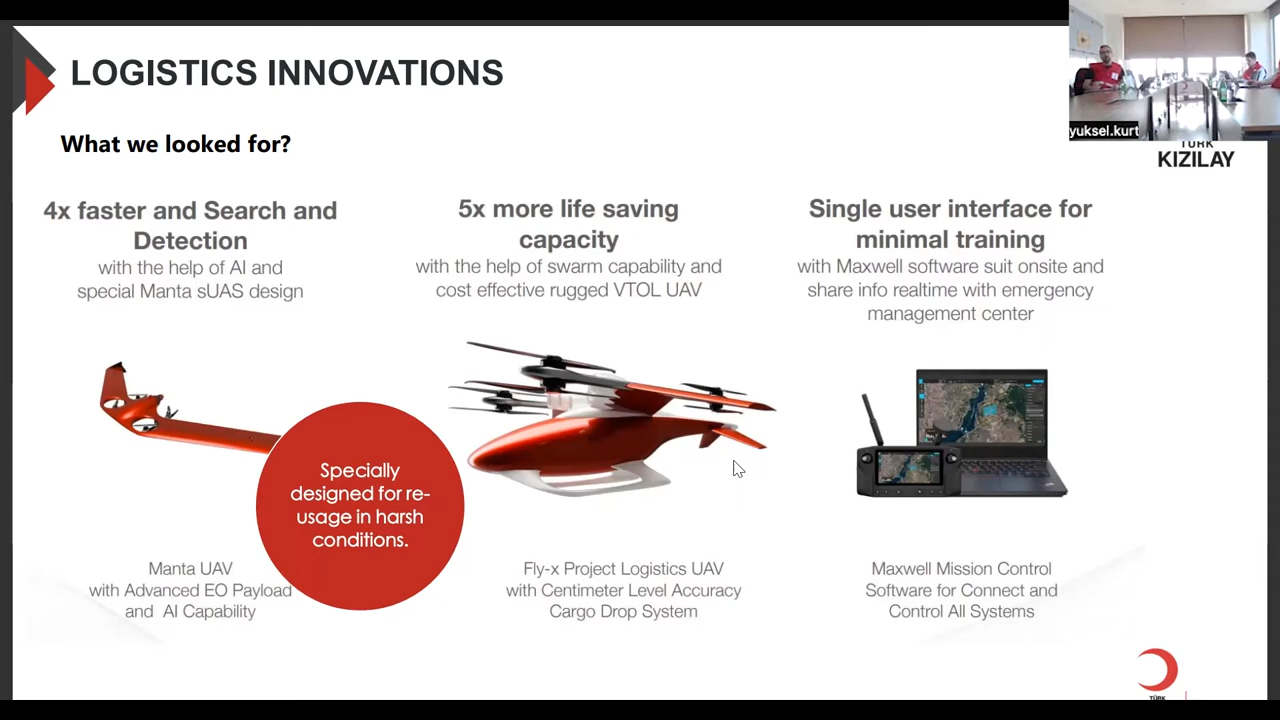 LOGISTICS INNOVATIONS
What we looked for?
yuksel.kurt
TÜRK
KIZILAY
4x faster and Search and
Detection
with the help of AI and
special Manta sUAS design
5x more life saving
capacity
with the help of swarm capability and
cost effective rugged VTOL UAV
Single user interface for
minimal training
with Maxwell software suit onsite and
share info realtime with emergency
management center
Specially
designed for re-
usage in harsh
conditions.
Manta UAV
with Advanced EO Payload
and AI Capability
Fly-x Project Logistics UAV
with Centimeter Level Accuracy
Cargo Drop System
Maxwell Mission Control
Software for Connect and
Control All Systems
TÜRK